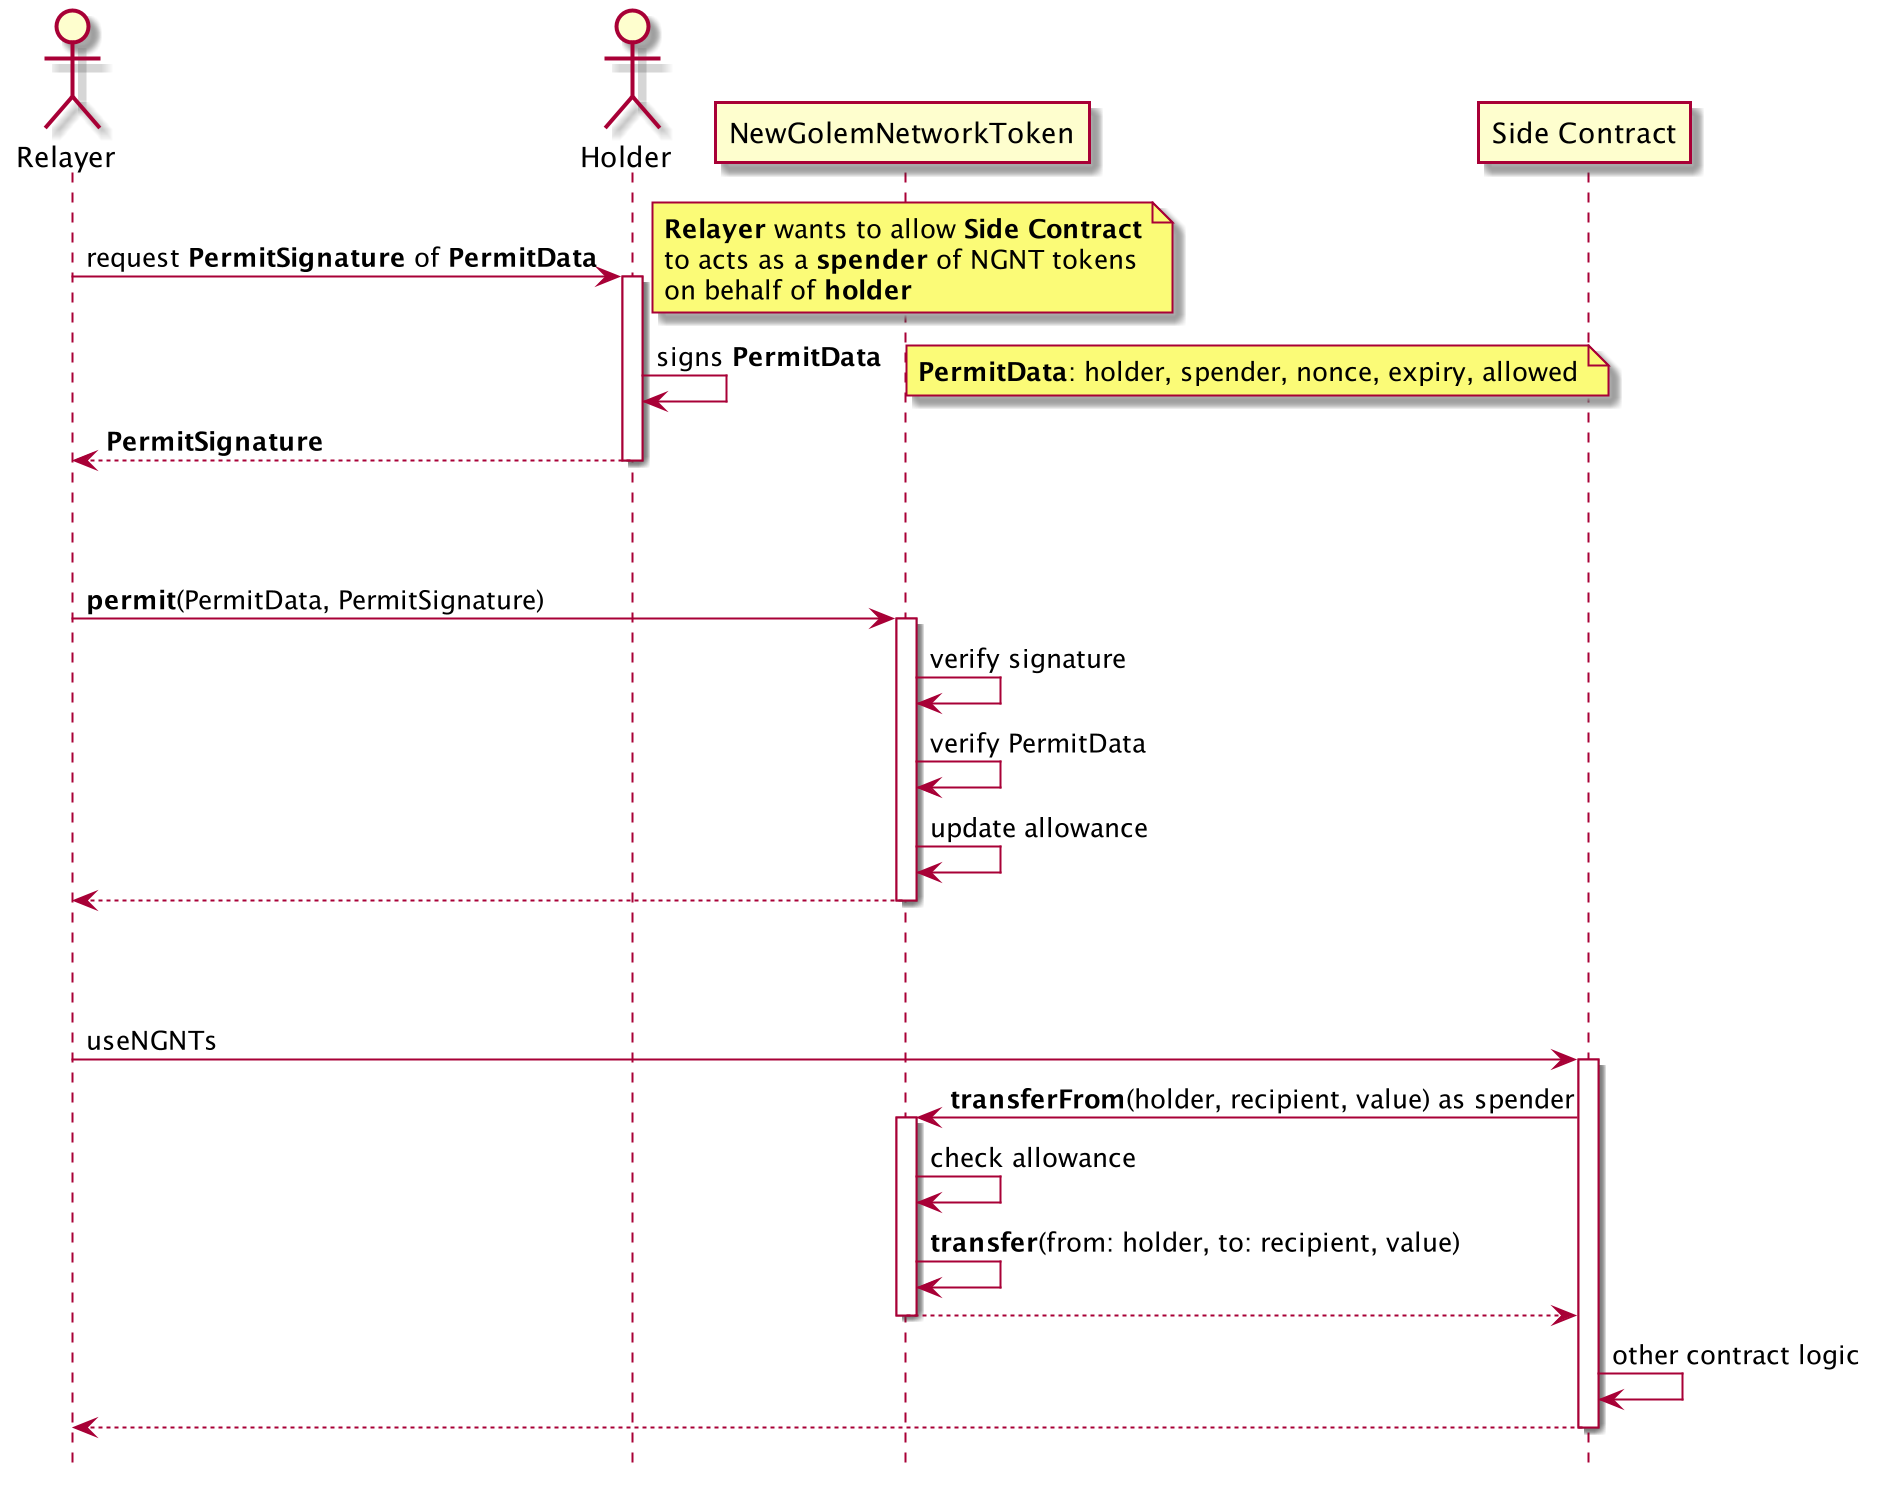 Relayer
Holder
NewGolemNetworkToken
Side Contract
Relayer wants to allow Side Contract
to acts as a spender of NGNT tokens
on behalf of holder
request PermitSignature of PermitData
signs PermitData
PermitData: holder, spender, nonce, expiry, allowed
PermitSignature
permit(PermitData, PermitSignature)
verify signature
verify PermitData
update allowance
useNGNTs
transferFrom(holder, recipient, value) as spender
check allowance
transfer(from: holder, to: recipient, value)
other contract logic